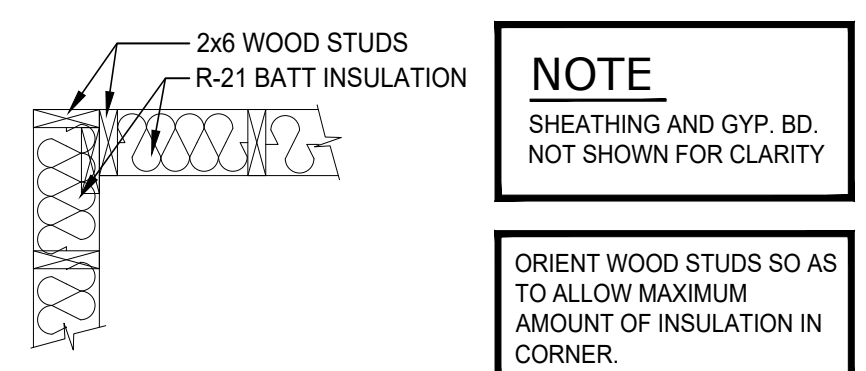 2x6 WOOD STUDS
R-21 BATT INSULATION
NOTE
SHEATHING AND GYP. BD.
NOT SHOWN FOR CLARITY
ORIENT WOOD STUDS SO AS
TO ALLOW MAXIMUM
AMOUNT OF INSULATION IN
CORNER.